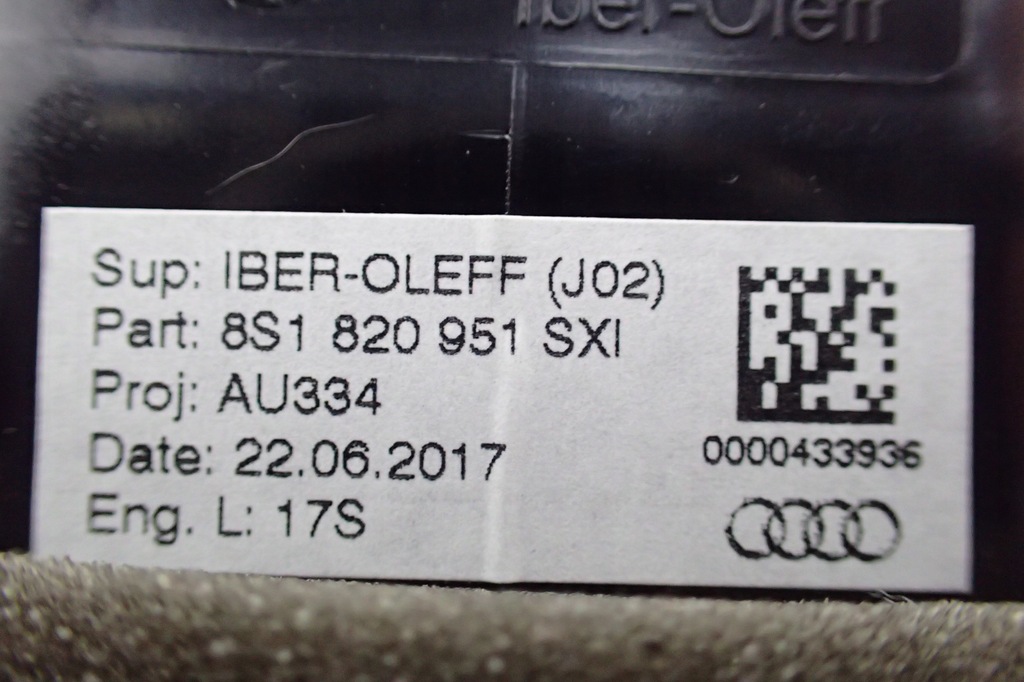 Iber-Oleff
Sup: IBER-OLEFF (J02)
Part: 8S1 820 951 SXI
Proj: AU334
Date: 22.06.2017
0000433936
Eng. L: 17S